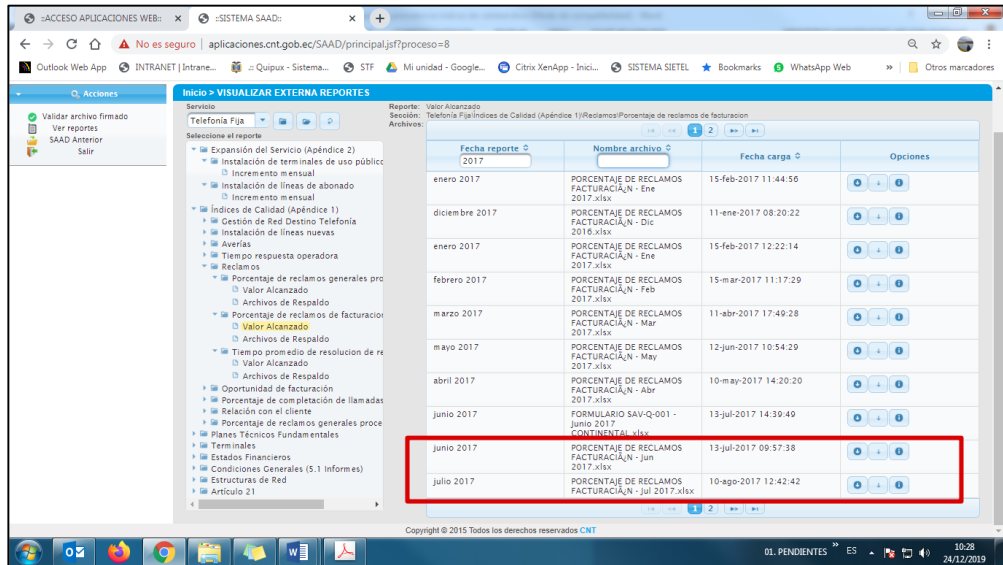 ::ACCESO APLICACIONES WEB::
::SISTEMA SAAD::
No es seguro | aplicaciones.cnt.gob.ec/SAAD/principal.jsf?proceso=8
Outlook Web App
INTRANET | Intrane...
.:: Quipux - Sistema...
STF
Mi unidad - Google...
Citrix XenApp - Inici...
SISTEMA SIETEL
Bookmarks
WhatsApp Web
»
Otros marcadores
Acciones
Validar archivo firmado
Ver reportes
SAAD Anterior
Salir
Inicio > VISUALIZAR EXTERNA REPORTES
Servicio
Telefonía Fija
Seleccione el reporte
Expansión del Servicio (Apéndice 2)
Instalación de terminales de uso públic
Incremento mensual
Instalación de líneas de abonado
Incremento mensual
Índices de Calidad (Apéndice 1)
Gestión de Red Destino Telefonía
Instalación de líneas nuevas
Averías
Tiempo respuesta operadora
Reclamos
Porcentaje de reclamos generales pro
Valor Alcanzado
Archivos de Respaldo
Porcentaje de reclamos de facturacion
Valor Alcanzado
Archivos de Respaldo
Tiempo promedio de resolucion de re
Valor Alcanzado
Archivos de Respaldo
Oportunidad de facturación
Porcentaje de completación de llamadas
Relación con el cliente
Porcentaje de reclamos generales proce
Planes Técnicos Fundamentales
Terminales
Estados Financieros
Condiciones Generales (5.1 Informes)
Estructuras de Red
Artículo 21
Reporte: Valor Alcanzado
Sección: Telefonía Fija\Índices de Calidad (Apéndice 1)\Reclamos\Porcentaje de reclamos de facturacion
Archivos:
1 2
Fecha reporte
2017
Nombre archivo
Fecha carga
Opciones
enero 2017
PORCENTAJE DE RECLAMOS
FACTURACIÃ¿N - Ene
2017.xlsx
15-feb-2017 11:44:56
diciembre 2017
PORCENTAJE DE RECLAMOS
FACTURACIÃ¿N - Dic
2016.xlsx
11-ene-2017 08:20:22
enero 2017
PORCENTAJE DE RECLAMOS
FACTURACIÃ¿N - Ene
2017.xlsx
15-feb-2017 12:22:14
febrero 2017
PORCENTAJE DE RECLAMOS
FACTURACIÃ¿N - Feb
2017.xlsx
15-mar-2017 11:17:29
marzo 2017
PORCENTAJE DE RECLAMOS
FACTURACIÃ¿N - Mar
2017.xlsx
11-abr-2017 17:49:28
mayo 2017
PORCENTAJE DE RECLAMOS
FACTURACIÃ¿N - May
2017.xlsx
12-jun-2017 10:54:29
abril 2017
PORCENTAJE DE RECLAMOS
FACTURACIÃ¿N - Abr
2017.xlsx
10-may-2017 14:20:20
junio 2017
FORMULARIO SAV-Q-001 -
Junio 2017
CONTINENTAL.xlsx
13-jul-2017 14:39:49
junio 2017
PORCENTAJE DE RECLAMOS
FACTURACIÃ¿N - Jun
2017.xlsx
13-jul-2017 09:57:38
julio 2017
PORCENTAJE DE RECLAMOS
FACTURACIÃ¿N - Jul 2017.xlsx
10-ago-2017 12:42:42
1 2
Copyright © 2015 Todos los derechos reservados CNT
01. PENDIENTES
»
ES
10:28
24/12/2019